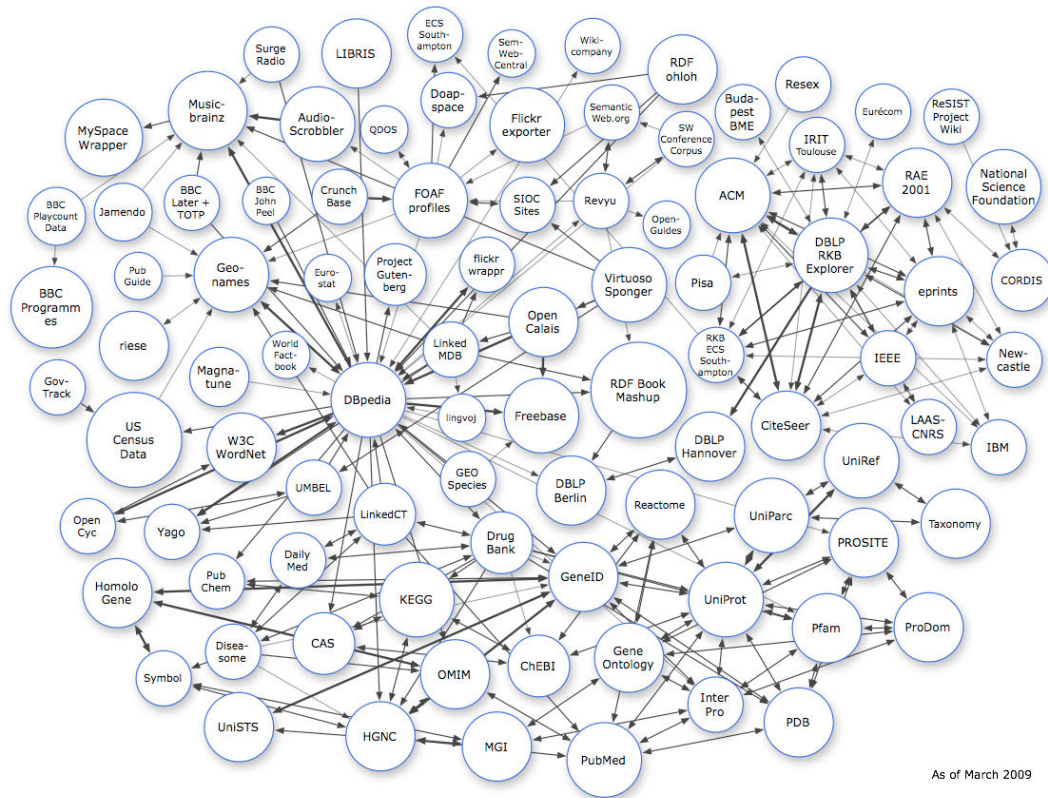 ECS
South-
ampton
Surge
Radio
LIBRIS
Sem-
Web-
Central
Wiki-
company
RDF
ohloh
Music-
brainz
Doap-
space
Resex
Buda-
pest
BME
Eurécom
ReSIST
Project
Wiki
MySpace
Wrapper
Audio-
Scrobbler
QDOS
Flickr
exporter
Semantic
Web.org
SW
Conference
Corpus
IRIT
Toulouse
RAE
2001
National
Science
Foundation
BBC
Playcount
Data
Jamendo
BBC
Later +
TOTP
BBC
John
Peel
Crunch
Base
FOAF
profiles
SIOC
Sites
Revyu
Open-
Guides
ACM
DBLP
RKB
Explorer
BBC
Programm
es
Pub
Guide
Geo-
names
Euro-
stat
Project
Guten-
berg
flickr
wrappr
Virtuoso
Sponger
Pisa
eprints
CORDIS
riese
World
Fact-
book
Linked
MDB
Open
Calais
RKB
ECS
South-
ampton
IEEE
New-
castle
Gov-
Track
Magna-
tune
DBpedia
RDF Book
Mashup
US
Census
Data
W3C
WordNet
lingvoj
Freebase
DBLP
Hannover
CiteSeer
LAAS-
CNRS
IBM
UMBEL
GEO
Species
DBLP
Berlin
Reactome
UniParc
UniRef
Open
Cyc
Yago
LinkedCT
Drug
Bank
Taxonomy
PROSITE
Homolo
Gene
Pub
Chem
Daily
Med
KEGG
GeneID
UniProt
Pfam
ProDom
Symbol
Disea-
some
CAS
OMIM
ChEBI
Gene
Ontology
Inter
Pro
PDB
UniSTS
HGNC
MGI
PubMed
As of March 2009